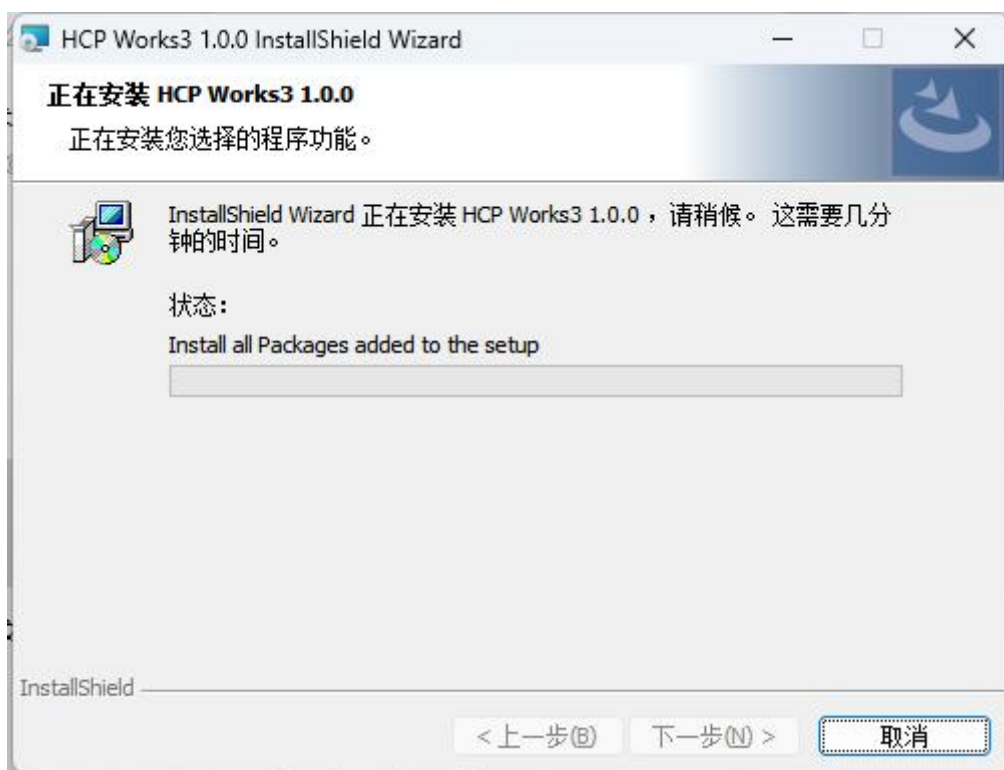 HCP Works3 1.0.0 InstallShield Wizard
正在安装 HCP Works3 1.0.0
正在安装您选择的程序功能。
InstallShield Wizard 正在安装 HCP Works3 1.0.0，请稍候。 这需要几分
钟的时间。
状态：
Install all Packages added to the setup
InstallShield
<上一步(B) 下一步(N) > 取消